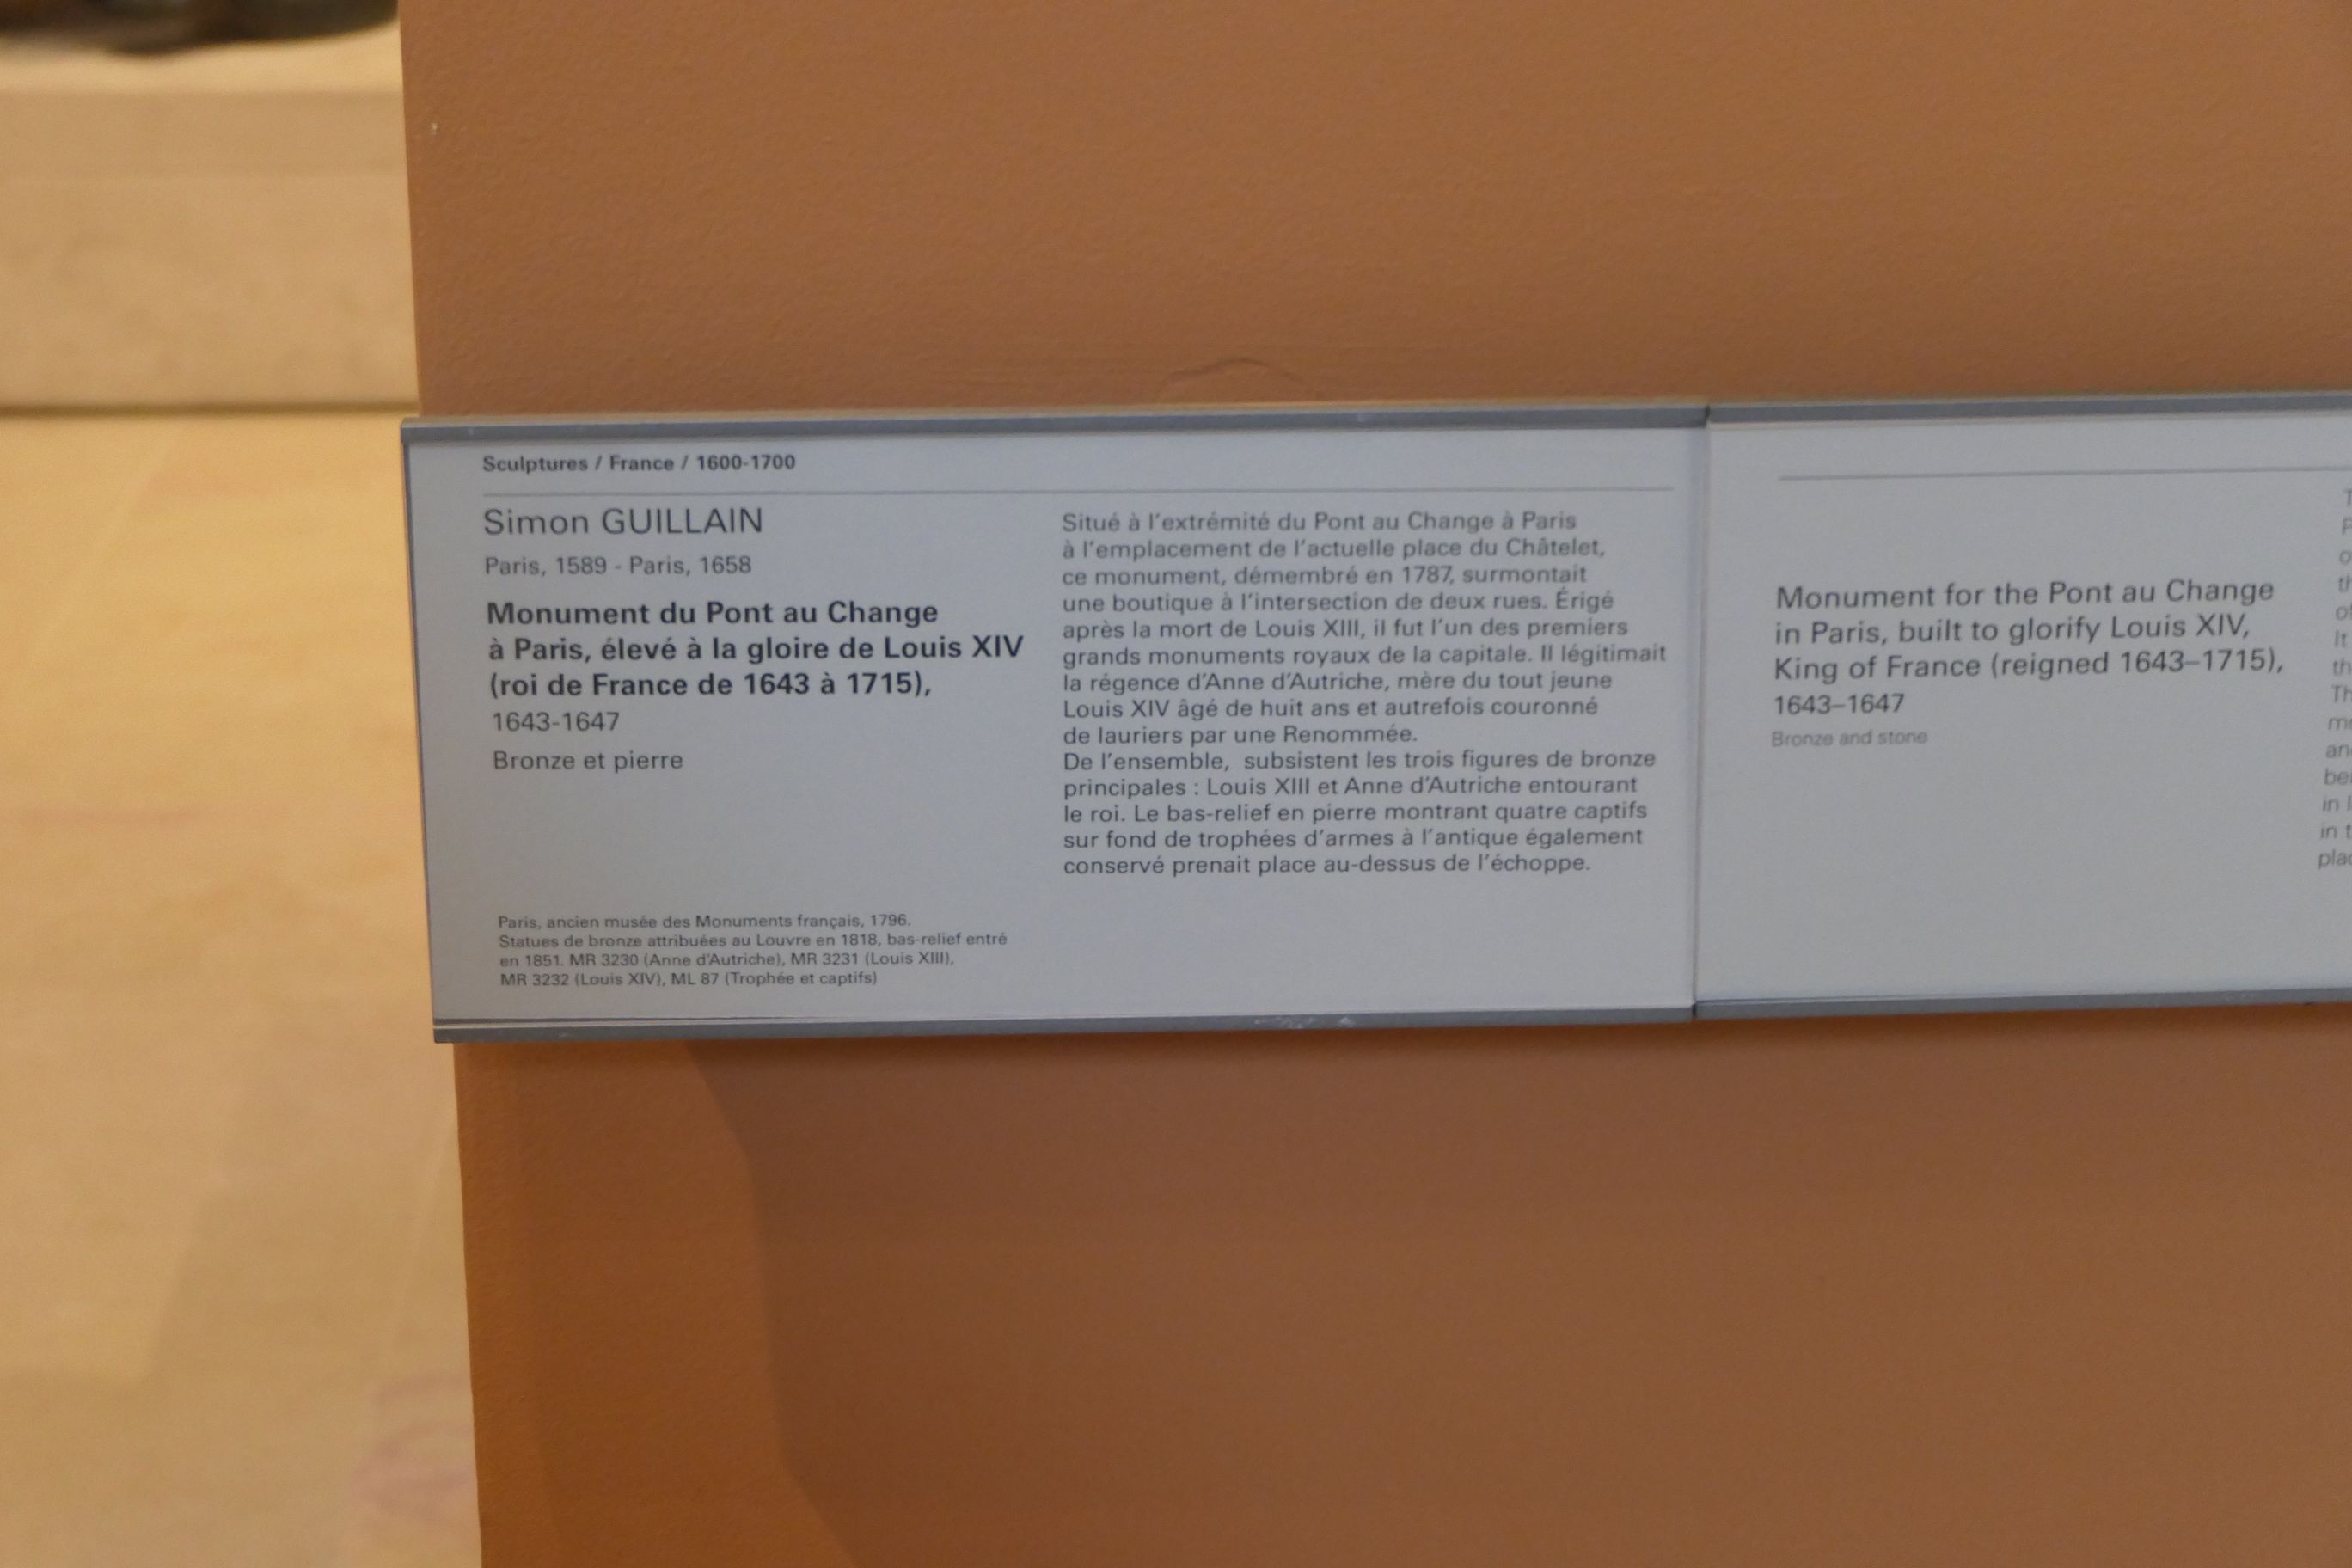 Sculptures / France / 1600-1700
Simon GUILLAIN
Paris, 1589 - Paris, 1658
Monument du Pont au Change
à Paris, élevé à la gloire de Louis XIV
(roi de France de 1643 à 1715),
1643-1647
Bronze et pierre
Paris, ancien musée des Monuments français, 1796.
Statues de bronze attribuées au Louvre en 1818, bas-relief entré
en 1851. MR 3230 (Anne d'Autriche), MR 3231 (Louis XIII),
MR 3232 (Louis XIV), ML 87 (Trophée et captifs)
Situé à l'extrémité du Pont au Change à Paris
à l'emplacement de l'actuelle place du Châtelet,
ce monument, démembré en 1787, surmontait
une boutique à l'intersection de deux rues. Érigé
après la mort de Louis XIII, il fut l'un des premiers
grands monuments royaux de la capitale. Il légitimait
la régence d'Anne d'Autriche, mère du tout jeune
Louis XIV âgé de huit ans et autrefois couronné
de lauriers par une Renommée.
De l'ensemble, subsistent les trois figures de bronze
principales : Louis XIII et Anne d'Autriche entourant
le roi. Le bas-relief en pierre montrant quatre captifs
sur fond de trophées d'armes à l'antique également
conservé prenait place au-dessus de l'échoppe.
Monument for the Pont au Change
in Paris, built to glorify Louis XIV,
King of France (reigned 1643–1715),
1643–1647
Bronze and stone